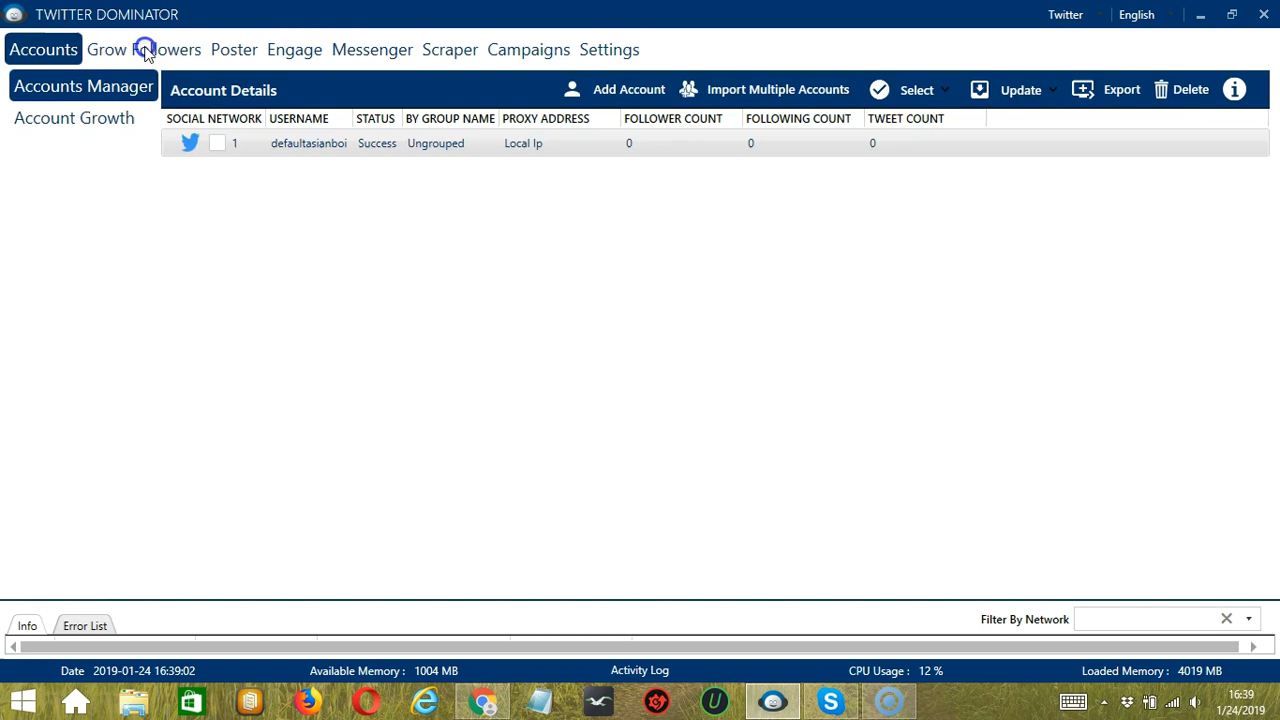 TWITTER DOMINATOR
Twitter English
Accounts Grow Followers Poster Engage Messenger Scraper Campaigns Settings
Accounts Manager
Account Growth
Account Details Add Account Import Multiple Accounts Select Update Export Delete
SOCIAL NETWORK USERNAME STATUS BY GROUP NAME PROXY ADDRESS FOLLOWER COUNT FOLLOWING COUNT TWEET COUNT
1 defaultasianboi Success Ungrouped Local Ip 0 0 0
Info Error List Filter By Network
Date 2019-01-24 16:39:02 Available Memory : 1004 MB Activity Log CPU Usage : 12 % Loaded Memory : 4019 MB
16:39
1/24/2019